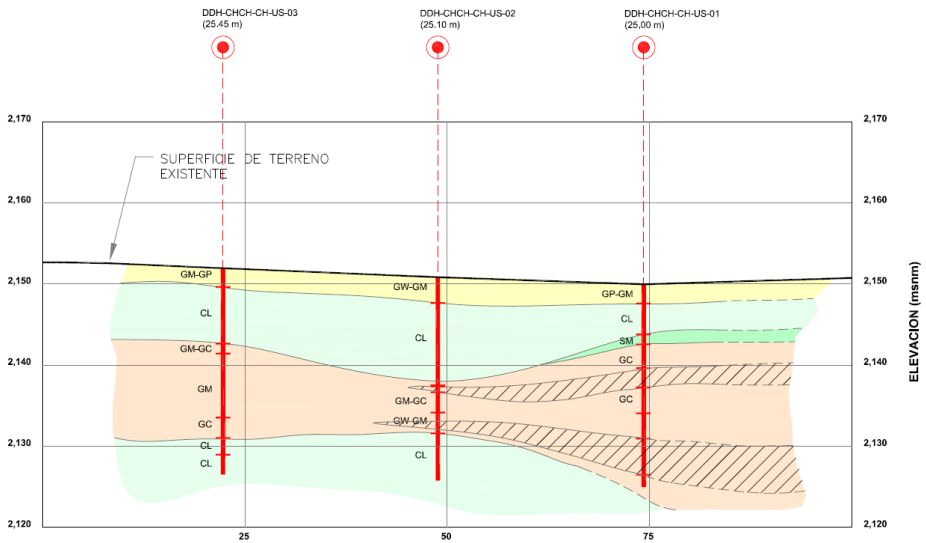 DDH-CHCH-CH-US-03
(25.45 m)
DDH-CHCH-CH-US-02
(25.10 m)
DDH-CHCH-CH-US-01
(25,00 m)
2,170
2,170
SUPERFICIE DE TERRENO
EXISTENTE
2,160
2,160
GM-GP
2,150
GW-GM
GP-GM
2,150
CL
CL
CL
SM
GM-GC
GC
2,140
2,140
GM
GM-GC
GC
GC
GW-GM
2,130
CL
2,130
CL
CL
2,120
2,120
25
50
75
ELEVACION (msnm)